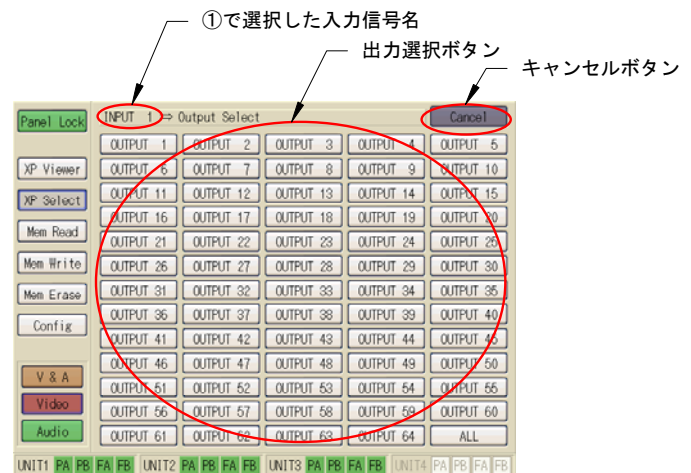 ①で選択した入力信号名
出力選択ボタン
キャンセルボタン
Panel Lock
INPUT 1 ⇒ Output Select
Cancel
OUTPUT 1 OUTPUT 2 OUTPUT 3 OUTPUT 4 OUTPUT 5
XP Viewer
OUTPUT 6 OUTPUT 7 OUTPUT 8 OUTPUT 9 OUTPUT 10
XP Select
OUTPUT 11 OUTPUT 12 OUTPUT 13 OUTPUT 14 OUTPUT 15
OUTPUT 16 OUTPUT 17 OUTPUT 18 OUTPUT 19 OUTPUT 20
Mem Read
OUTPUT 21 OUTPUT 22 OUTPUT 23 OUTPUT 24 OUTPUT 25
Mem Write
OUTPUT 26 OUTPUT 27 OUTPUT 28 OUTPUT 29 OUTPUT 30
Mem Erase
OUTPUT 31 OUTPUT 32 OUTPUT 33 OUTPUT 34 OUTPUT 35
OUTPUT 36 OUTPUT 37 OUTPUT 38 OUTPUT 39 OUTPUT 40
Config
OUTPUT 41 OUTPUT 42 OUTPUT 43 OUTPUT 44 OUTPUT 45
OUTPUT 46 OUTPUT 47 OUTPUT 48 OUTPUT 49 OUTPUT 50
V & A
OUTPUT 51 OUTPUT 52 OUTPUT 53 OUTPUT 54 OUTPUT 55
Video
OUTPUT 56 OUTPUT 57 OUTPUT 58 OUTPUT 59 OUTPUT 60
Audio
OUTPUT 61 OUTPUT 62 OUTPUT 63 OUTPUT 64 ALL
UNIT1 PA PB FA FB UNIT2 PA PB FA FB UNIT3 PA PB FA FB UNIT4 PA PB FA FB